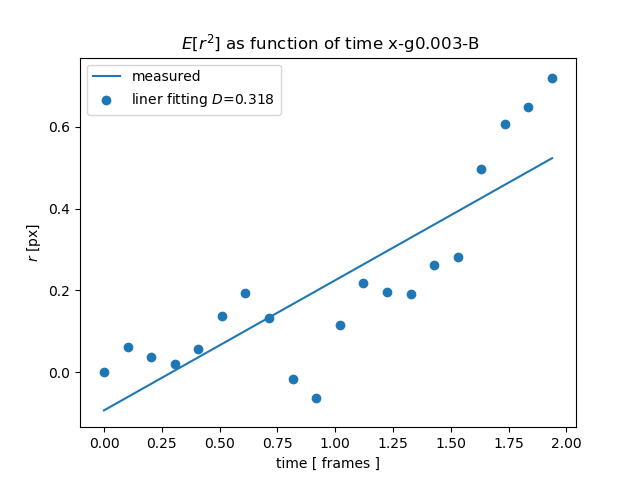 E[r²] as function of time x-g0.003-B
measured
liner fitting D=0.318
0.6
0.4
0.2
0.0
r [px]
0.00 0.25 0.50 0.75 1.00 1.25 1.50 1.75 2.00
time [ frames ]